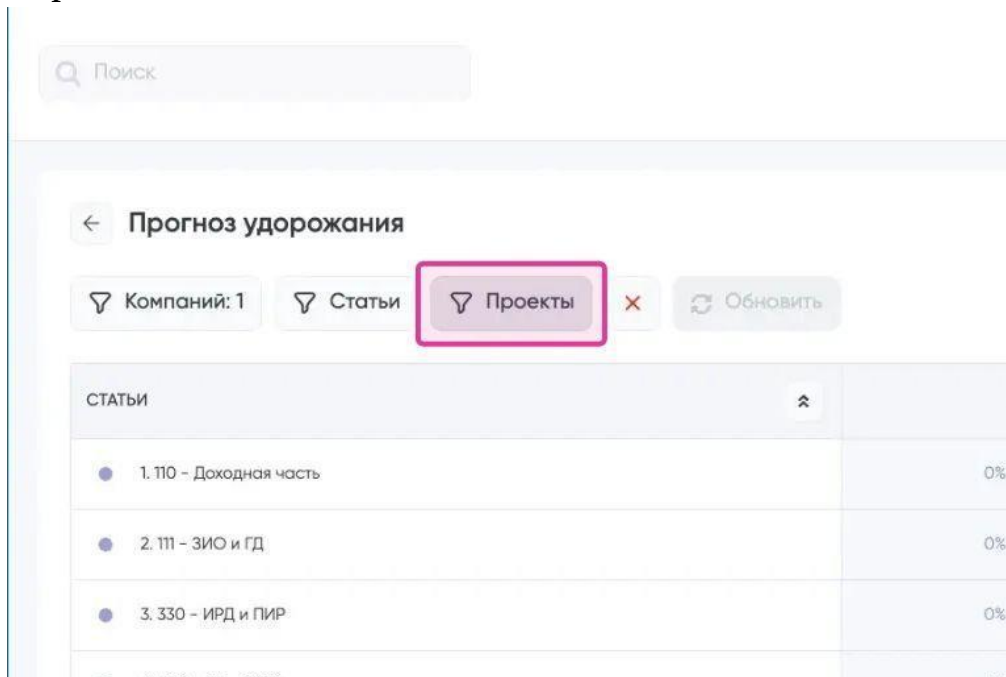 Поиск
Прогноз удорожания
Компаний: 1 Статьи Проекты Обновить
СТАТЬИ
1. 110 - Доходная часть 0%
2. 111 - ЗИО и ГД 0%
3. 330 - ИРД и ПИР 0%